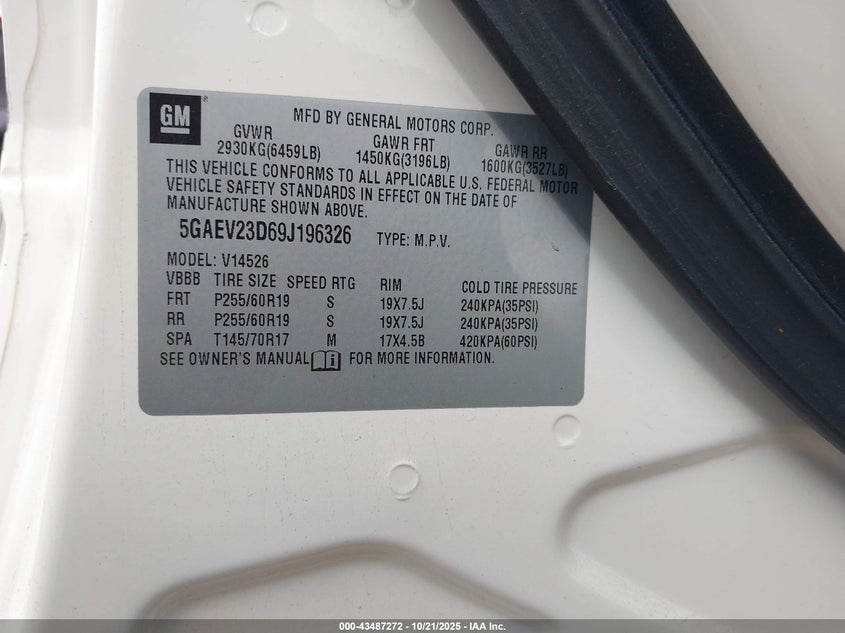 GM
MFD BY GENERAL MOTORS CORP.
GVWR GAWR FRT GAWR RR
2930KG(6459LB) 1450KG(3196LB) 1600KG(3527LB)
THIS VEHICLE CONFORMS TO ALL APPLICABLE U.S. FEDERAL MOTOR
VEHICLE SAFETY STANDARDS IN EFFECT ON THE DATE OF
MANUFACTURE SHOWN ABOVE.
5GAEV23D69J196326 TYPE: M.P.V.
MODEL: V14526
VBBB TIRE SIZE SPEED RTG RIM COLD TIRE PRESSURE
FRT P255/60R19 S 19X7.5J 240KPA(35PSI)
RR P255/60R19 S 19X7.5J 240KPA(35PSI)
SPA T145/70R17 M 17X4.5B 420KPA(60PSI)
SEE OWNER'S MANUAL i FOR MORE INFORMATION.
000-43487272 - 10/21/2025 - IAA Inc.